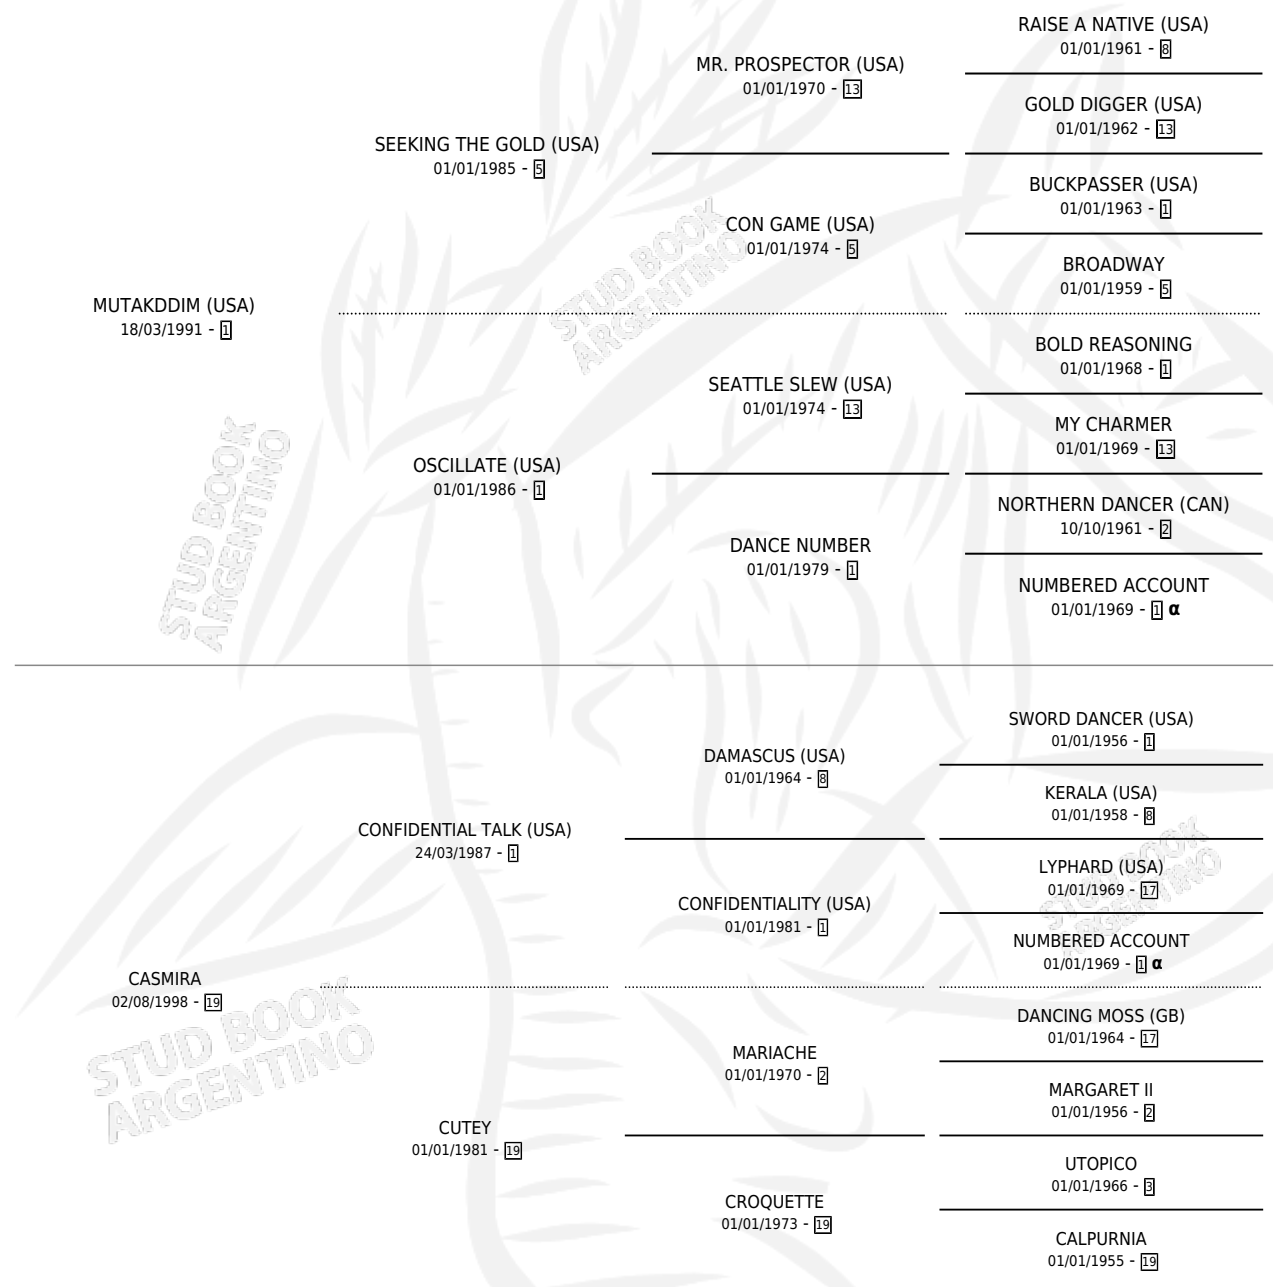 RAISE A NATIVE (USA)
01/01/1961 - 8
MR. PROSPECTOR (USA)
01/01/1970 - 13
GOLD DIGGER (USA)
01/01/1962 - 13
SEEKING THE GOLD (USA)
01/01/1985 - 5
BUCKPASSER (USA)
01/01/1963 - 1
CON GAME (USA)
01/01/1974 - 5
BROADWAY
01/01/1959 - 5
MUTAKDDIM (USA)
18/03/1991 - 1
BOLD REASONING
01/01/1968 - 1
SEATTLE SLEW (USA)
01/01/1974 - 13
MY CHARMER
01/01/1969 - 13
OSCILLATE (USA)
01/01/1986 - 1
NORTHERN DANCER (CAN)
10/10/1961 - 2
DANCE NUMBER
01/01/1979 - 1
NUMBERED ACCOUNT
01/01/1969 - 1 α
SWORD DANCER (USA)
01/01/1956 - 1
DAMASCUS (USA)
01/01/1964 - 8
KERALA (USA)
01/01/1958 - 8
CONFIDENTIAL TALK (USA)
24/03/1987 - 1
LYPHARD (USA)
01/01/1969 - 17
CONFIDENTIALITY (USA)
01/01/1981 - 1
NUMBERED ACCOUNT
01/01/1969 - 1 α
CASMIRA
02/08/1998 - 19
DANCING MOSS (GB)
01/01/1964 - 17
MARIACHE
01/01/1970 - 2
MARGARET II
01/01/1956 - 2
CUTEY
01/01/1981 - 19
UTOPICO
01/01/1966 - 3
CROQUETTE
01/01/1973 - 19
CALPURNIA
01/01/1955 - 19
STUD BOOK
ARGENTINO
STUD BOOK
ARGENTINO
STUD BOOK
ARGENTINO
STUD BOOK
ARGENTINO